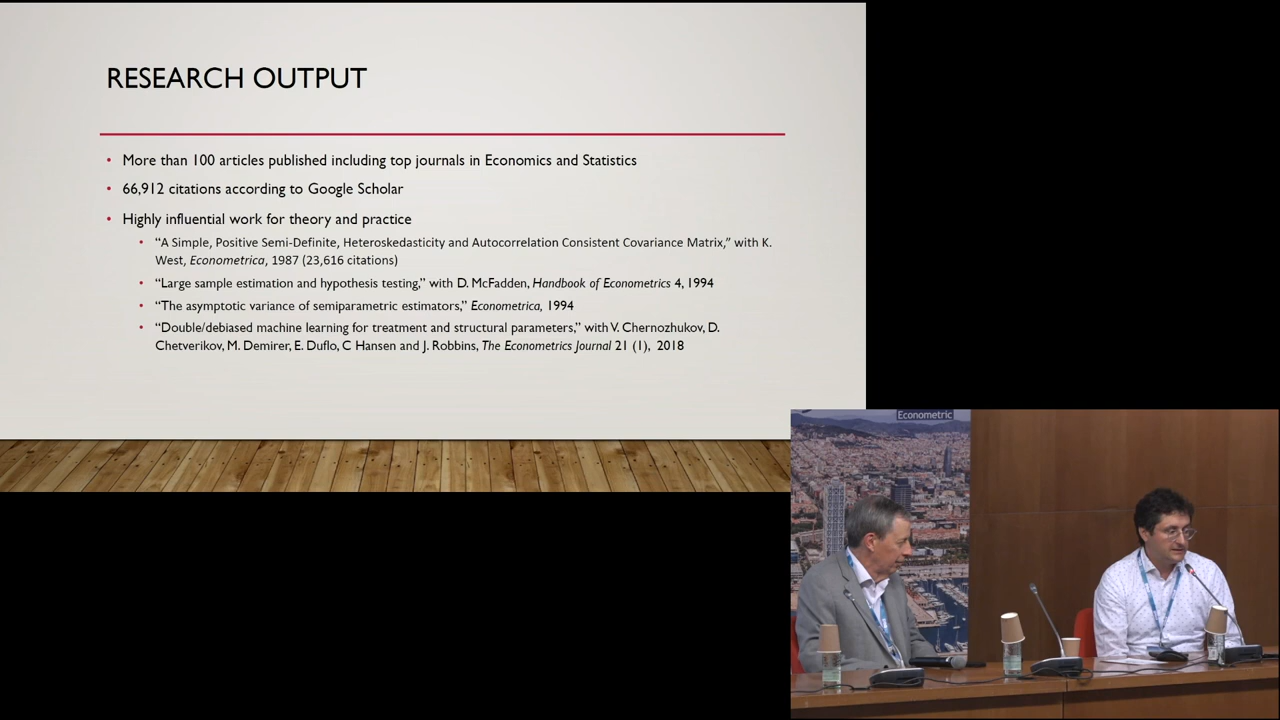 RESEARCH OUTPUT
• More than 100 articles published including top journals in Economics and Statistics
• 66,912 citations according to Google Scholar
• Highly influential work for theory and practice
• “A Simple, Positive Semi-Definite, Heteroskedasticity and Autocorrelation Consistent Covariance Matrix,” with K.
West, Econometrica, 1987 (23,616 citations)
• “Large sample estimation and hypothesis testing,” with D. McFadden, Handbook of Econometrics 4, 1994
• “The asymptotic variance of semiparametric estimators,” Econometrica, 1994
• “Double/debiased machine learning for treatment and structural parameters,” with V. Chernozhukov, D.
Chetverikov, M. Demirer, E. Duflo, C Hansen and J. Robbins, The Econometrics Journal 21 (1), 2018
Econometric